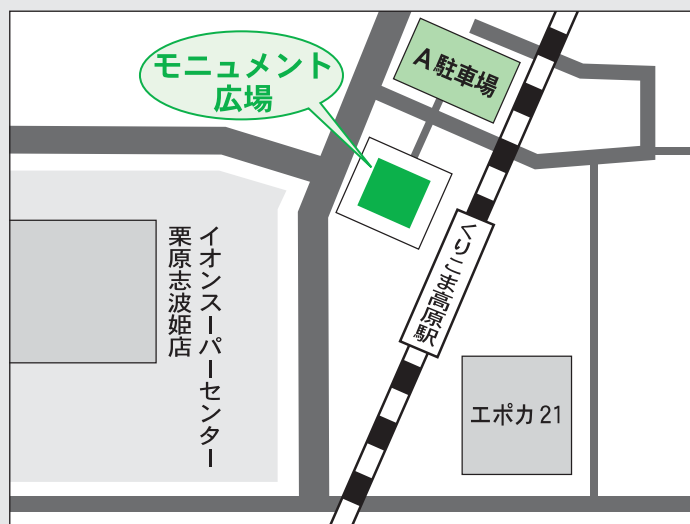 モニュメント
広場
A駐車場
くりこま高原駅
イオンスーパーセンター
栗原志波姫店
エポカ21